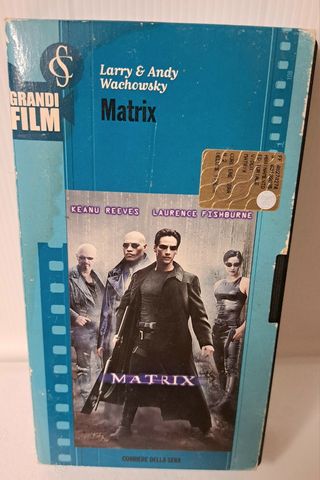 CS
GRANDI
FILM
Larry & Andy
Wachowsky
Matrix
KEANU REEVES LAURENCE FISHBURNE
MATRIX
CORRIERE DELLA SERA